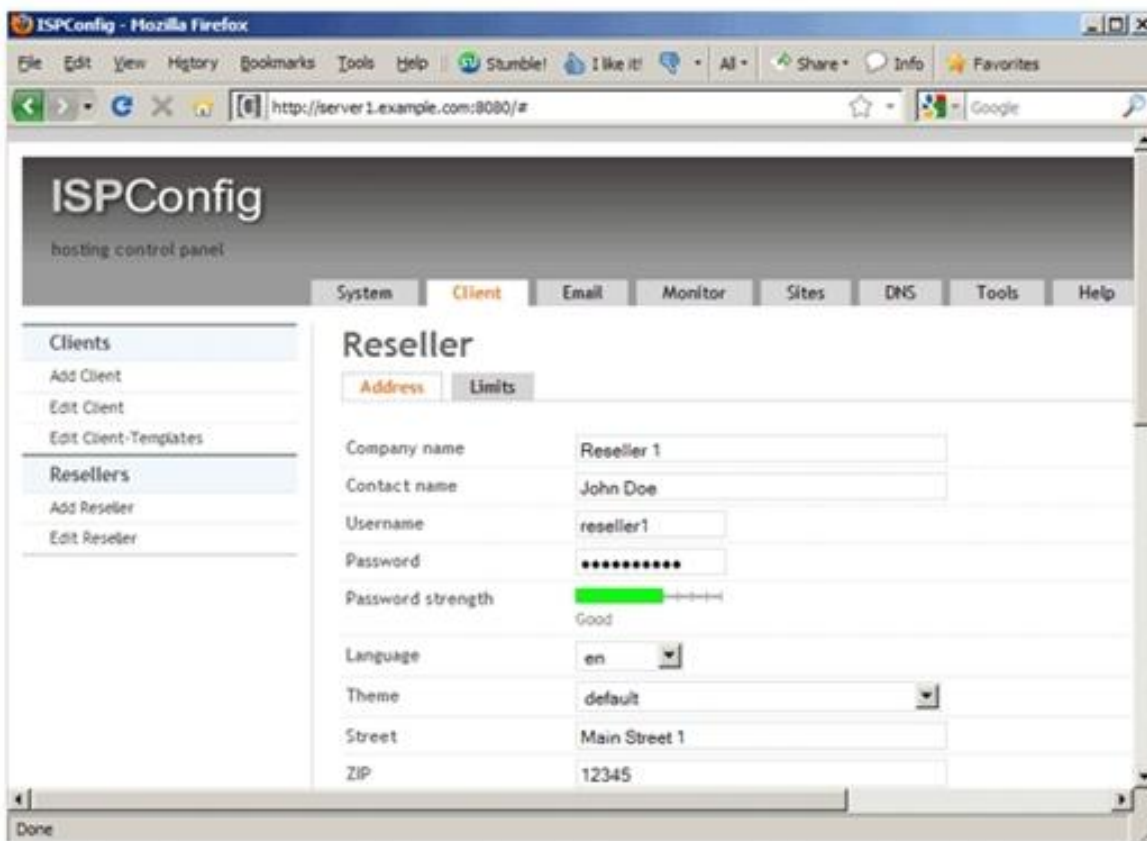 ISPConfig - Mozilla Firefox
File Edit View History Bookmarks Tools Help Stumble! I like it! All Share Info Favorites
http://server1.example.com:8080/# Google
ISPConfig
hosting control panel
System Client Email Monitor Sites DNS Tools Help
Clients
Add Client
Edit Client
Edit Client-Templates
Resellers
Add Reseller
Edit Reseller
Reseller
Address Limits
Company name Reseller 1
Contact name John Doe
Username reseller1
Password ••••••••••
Password strength
Good
Language en
Theme default
Street Main Street 1
ZIP 12345
Done